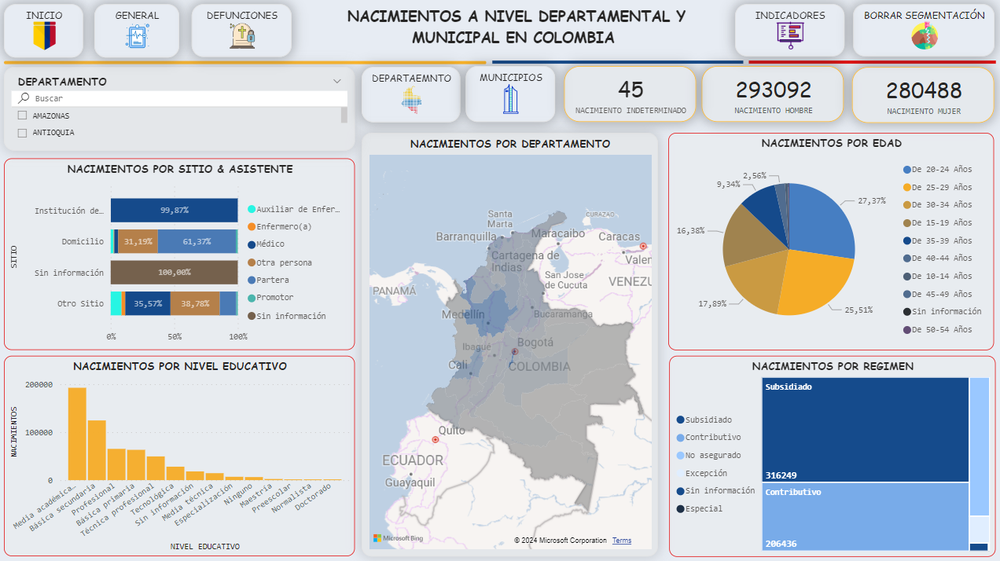 INICIO
GENERAL
DEFUNCIONES
NACIMIENTOS A NIVEL DEPARTAMENTAL Y
MUNICIPAL EN COLOMBIA
INDICADORES
BORRAR SEGMENTACIÓN
DEPARTAMENTO
Buscar
AMAZONAS
ANTIOQUIA
DEPARTAEMNTO
MUNICIPIOS
45
NACIMIENTO INDETERMINADO
293092
NACIMIENTO HOMBRE
280488
NACIMIENTO MUJER
NACIMIENTOS POR SITIO & ASISTENTE
SITIO
Institución de…
99,87%
Domicilio
31,19%
61,37%
Sin información
100,00%
Otro Sitio
35,57%
38,78%
0%
50%
100%
Auxiliar de Enfer…
Enfermero(a)
Médico
Otra persona
Partera
Promotor
Sin información
NACIMIENTOS POR NIVEL EDUCATIVO
NACIMIENTOS
200000
100000
0
Media académica…
Básica secundaria
Profesional
Básica primaria
Técnica profesional
Tecnológica
Sin información
Media técnica
Especialización
Ninguno
Maestría
Preescolar
Normalista
Doctorado
NIVEL EDUCATIVO
NACIMIENTOS POR DEPARTAMENTO
Santa
Marta
CURAZAO
Barranquilla
Maracaibo
Caracas
Cartagena de
Indias
Valen
San Jose
de Cucuta
VENEZU
PANAMÁ
Medellín
Bucaramanga
Ibagué
Bogotá
Cali
COLOMBIA
Quito
ECUADOR
Guayaquil
Microsoft Bing
© 2024 Microsoft Corporation
Terms
NACIMIENTOS POR EDAD
2,56%
9,34%
27,37%
16,38%
17,89%
25,51%
De 20-24 Años
De 25-29 Años
De 30-34 Años
De 15-19 Años
De 35-39 Años
De 40-44 Años
De 10-14 Años
De 45-49 Años
Sin información
De 50-54 Años
NACIMIENTOS POR REGIMEN
Subsidiado
Contributivo
No asegurado
Excepción
Sin información
Especial
Subsidiado
316249
Contributivo
206436